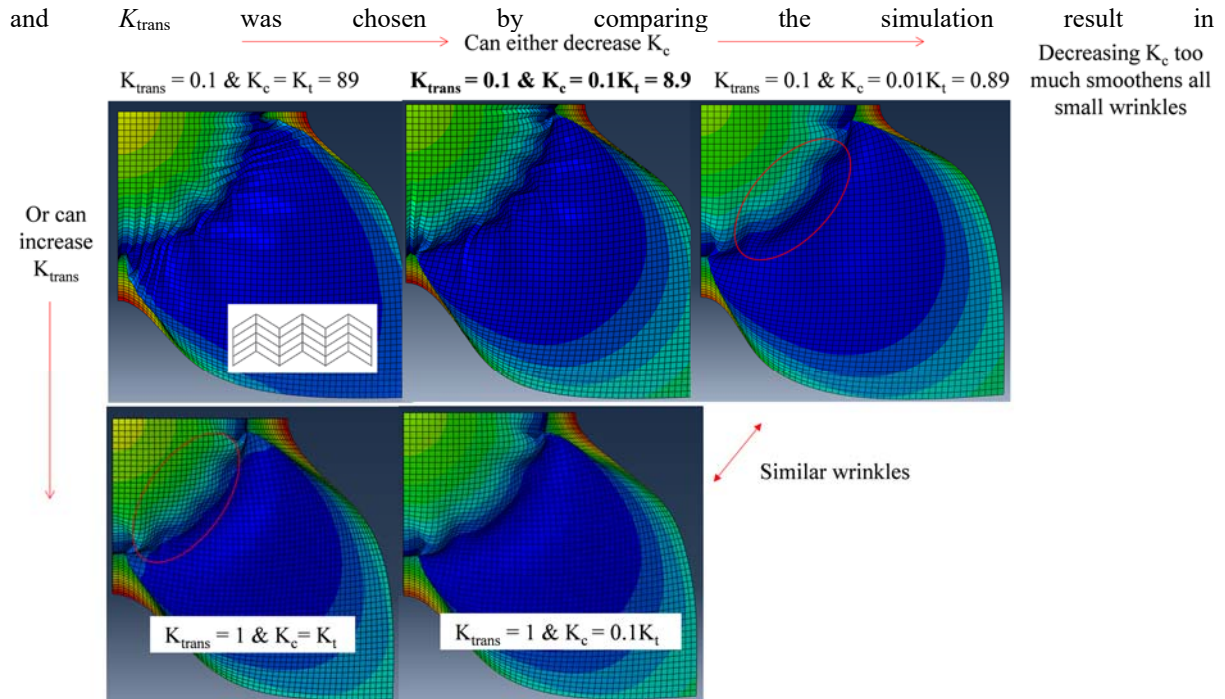 and K_trans was chosen by comparing the simulation result in
Can either decrease K_c
Decreasing K_c too
much smoothens all
small wrinkles
K_trans = 0.1 & K_c = K_t = 89
K_trans = 0.1 & K_c = 0.1K_t = 8.9
K_trans = 0.1 & K_c = 0.01K_t = 0.89
Or can
increase
K_trans
Similar wrinkles
K_trans = 1 & K_c= K_t
K_trans = 1 & K_c = 0.1K_t